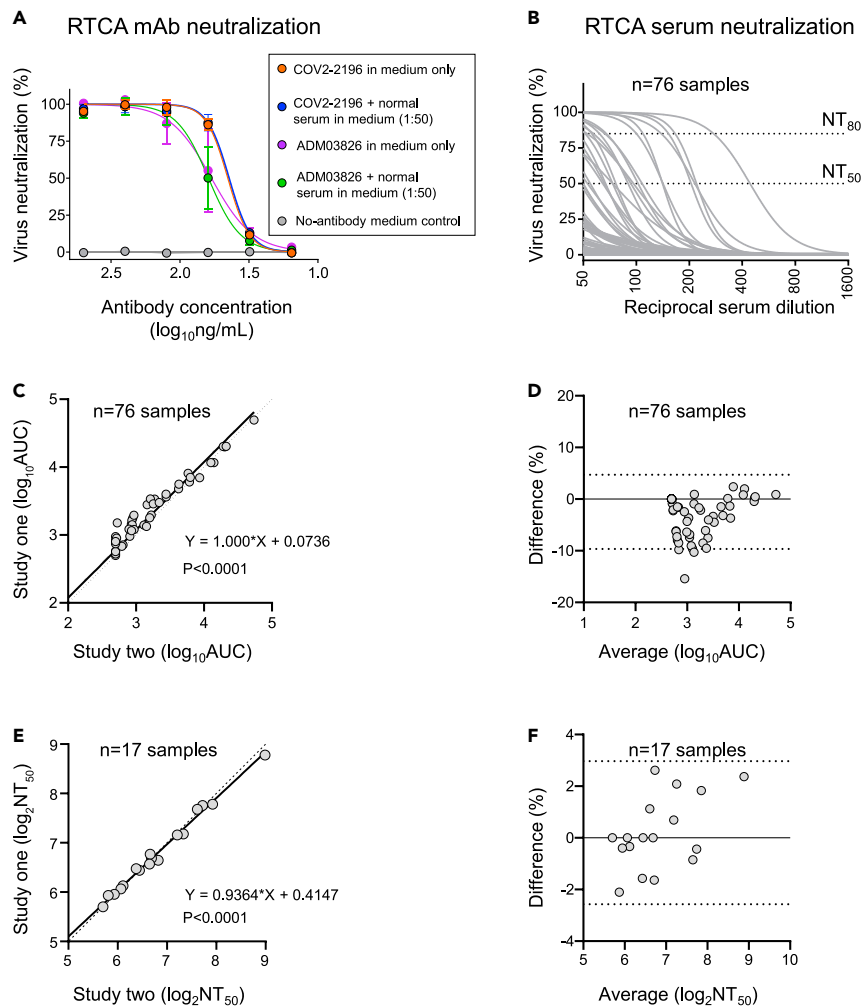 A RTCA mAb neutralization
Virus neutralization (%)
100
75
50
25
0
2.5 2.0 1.5 1.0
Antibody concentration
(log10ng/mL)
COV2-2196 in medium only
COV2-2196 + normal
serum in medium (1:50)
ADM03826 in medium only
ADM03826 + normal
serum in medium (1:50)
No-antibody medium control
B RTCA serum neutralization
n=76 samples
Virus neutralization (%)
100
75
50
25
0
NT80
NT50
50 100 200 400 800 1600
Reciprocal serum dilution
C
n=76 samples
Study one (log10AUC)
5
4
3
2
Y = 1.000*X + 0.0736
P<0.0001
2 3 4 5
Study two (log10AUC)
D
n=76 samples
Difference (%)
20
10
0
-10
-20
1 2 3 4 5
Average (log10AUC)
E
n=17 samples
Study one (log2NT50)
9
8
7
6
5
Y = 0.9364*X + 0.4147
P<0.0001
5 6 7 8 9
Study two (log2NT50)
F
n=17 samples
Difference (%)
4
2
0
-2
-4
5 6 7 8 9 10
Average (log2NT50)